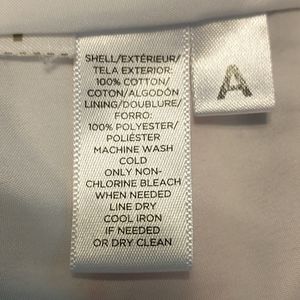 SHELL/EXTÉRIEUR/
TELA EXTERIOR:
100% COTTON/
COTON/ALGODÓN
LINING/DOUBLURE/
FORRO:
100% POLYESTER/
POLIÉSTER
MACHINE WASH
COLD
ONLY NON-
CHLORINE BLEACH
WHEN NEEDED
LINE DRY
COOL IRON
IF NEEDED
OR DRY CLEAN
A